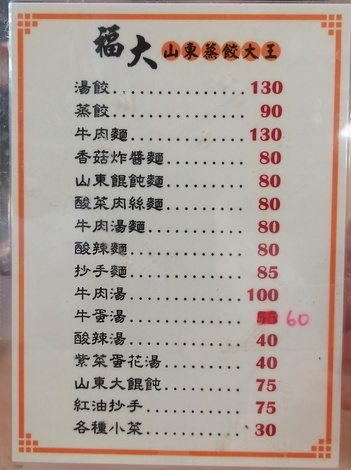 福大 山東蒸餃大王
湯餃..................130
蒸餃..................90
牛肉麵..................130
香菇炸醬麵..................80
山東餛飩麵..................80
酸菜肉絲麵..................80
牛肉湯麵..................80
酸辣麵..................80
抄手麵..................85
牛肉湯..................100
牛蛋湯.................. 60
酸辣湯..................40
紫菜蛋花湯..................40
山東大餛飩..................75
紅油抄手..................75
各種小菜..................30